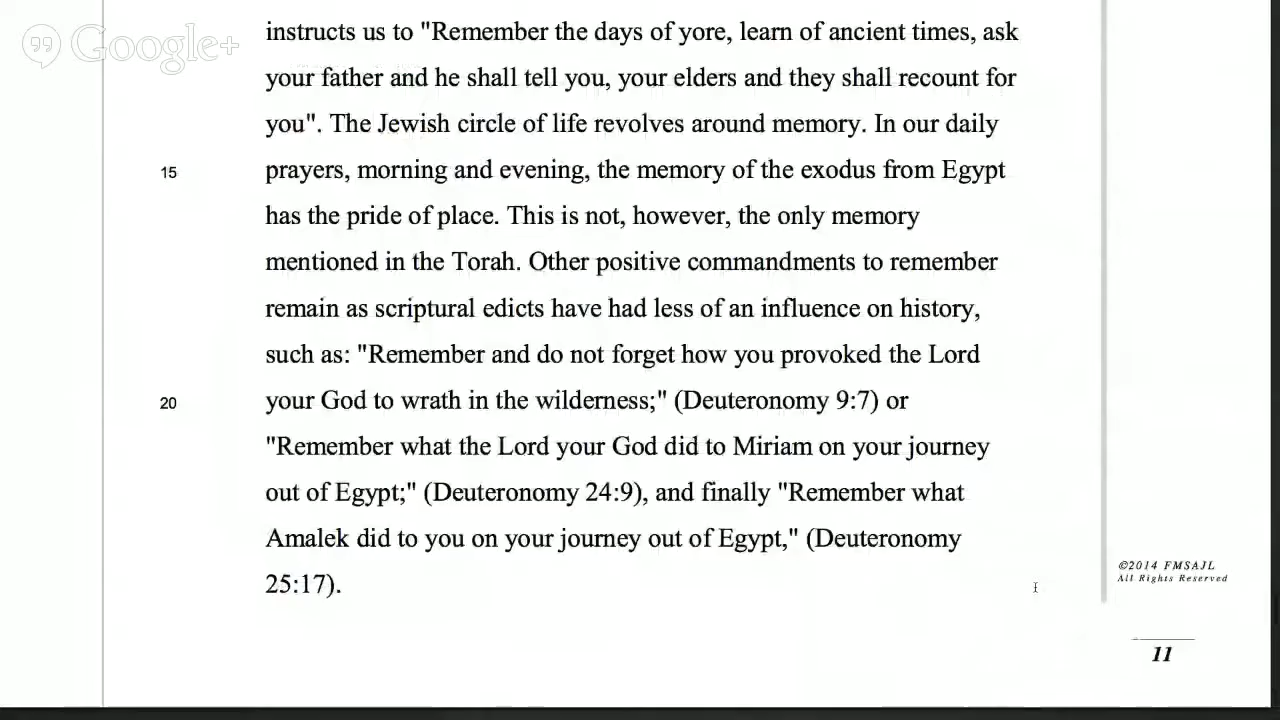 Google+
instructs us to "Remember the days of yore, learn of ancient times, ask
your father and he shall tell you, your elders and they shall recount for
you". The Jewish circle of life revolves around memory. In our daily
15 prayers, morning and evening, the memory of the exodus from Egypt
has the pride of place. This is not, however, the only memory
mentioned in the Torah. Other positive commandments to remember
remain as scriptural edicts have had less of an influence on history,
such as: "Remember and do not forget how you provoked the Lord
20 your God to wrath in the wilderness;" (Deuteronomy 9:7) or
"Remember what the Lord your God did to Miriam on your journey
out of Egypt;" (Deuteronomy 24:9), and finally "Remember what
Amalek did to you on your journey out of Egypt," (Deuteronomy
25:17).
©2014 FMSAJL
All Rights Reserved
11